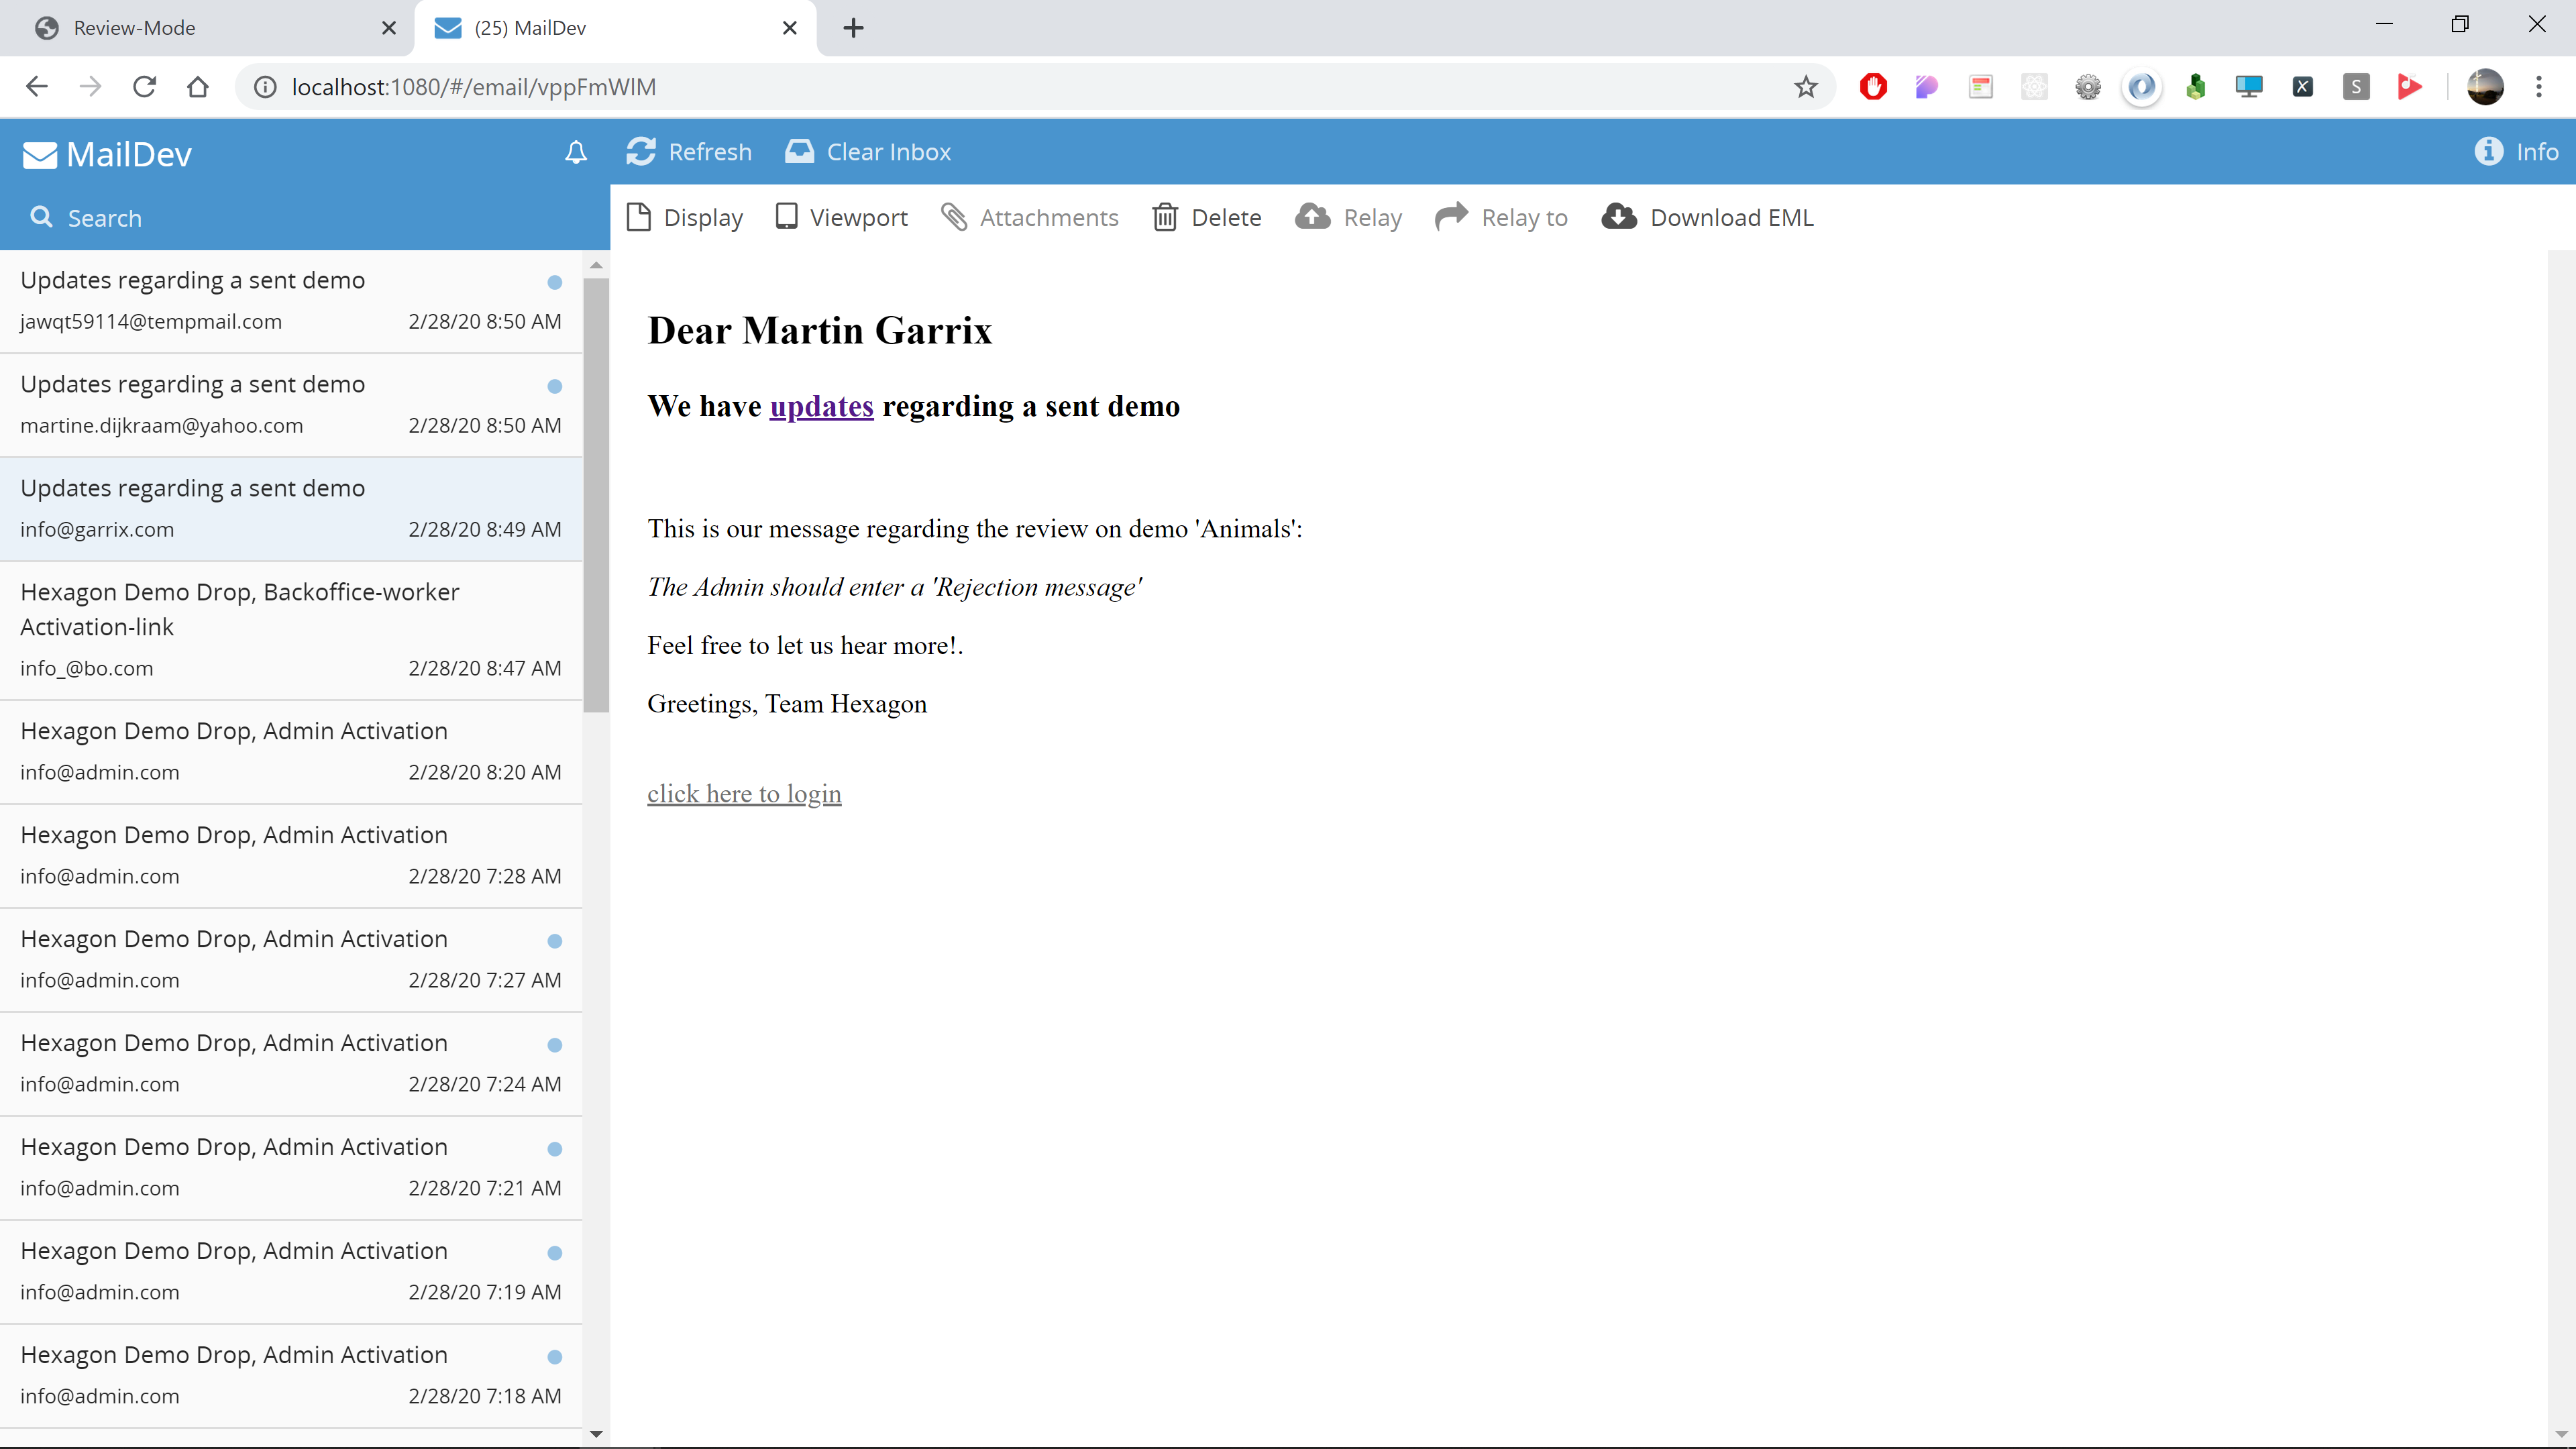 Review-Mode
(25) MailDev
localhost:1080/#/email/vppFmWlM
MailDev
Refresh
Clear Inbox
Info
Search
Display
Viewport
Attachments
Delete
Relay
Relay to
Download EML
Updates regarding a sent demo
jawqt59114@tempmail.com 2/28/20 8:50 AM
Updates regarding a sent demo
martine.dijkraam@yahoo.com 2/28/20 8:50 AM
Updates regarding a sent demo
info@garrix.com 2/28/20 8:49 AM
Hexagon Demo Drop, Backoffice-worker
Activation-link
info_@bo.com 2/28/20 8:47 AM
Hexagon Demo Drop, Admin Activation
info@admin.com 2/28/20 8:20 AM
Hexagon Demo Drop, Admin Activation
info@admin.com 2/28/20 7:28 AM
Hexagon Demo Drop, Admin Activation
info@admin.com 2/28/20 7:27 AM
Hexagon Demo Drop, Admin Activation
info@admin.com 2/28/20 7:24 AM
Hexagon Demo Drop, Admin Activation
info@admin.com 2/28/20 7:21 AM
Hexagon Demo Drop, Admin Activation
info@admin.com 2/28/20 7:19 AM
Hexagon Demo Drop, Admin Activation
info@admin.com 2/28/20 7:18 AM
Dear Martin Garrix
We have updates regarding a sent demo
This is our message regarding the review on demo 'Animals':
The Admin should enter a 'Rejection message'
Feel free to let us hear more!.
Greetings, Team Hexagon
click here to login